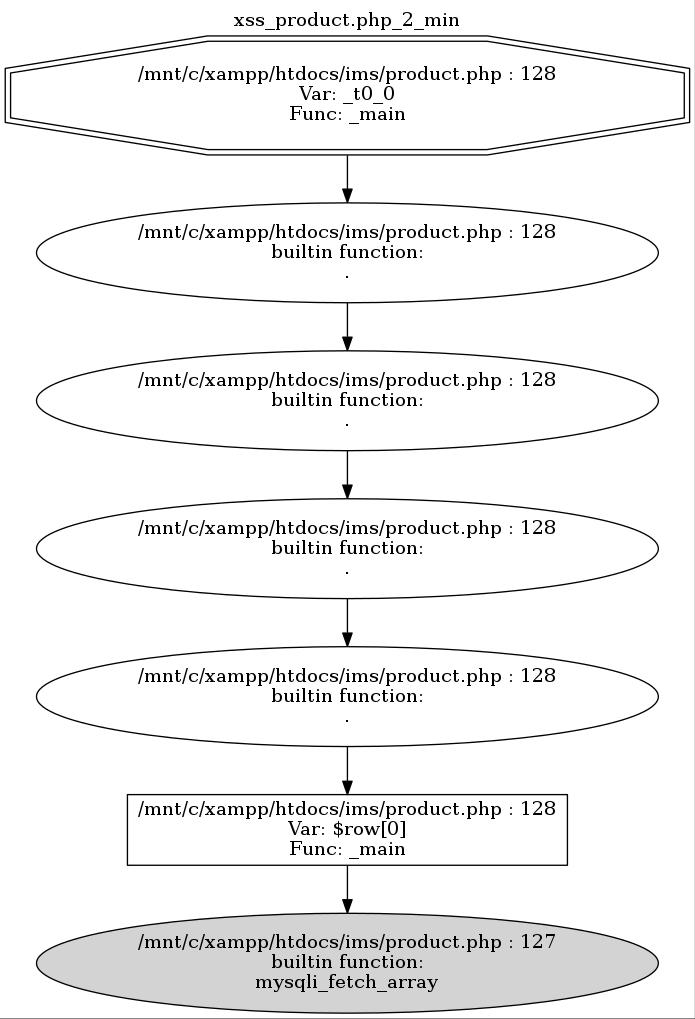 xss_product.php_2_min
/mnt/c/xampp/htdocs/ims/product.php : 128
Var: _t0_0
Func: _main
/mnt/c/xampp/htdocs/ims/product.php : 128
builtin function:
.
/mnt/c/xampp/htdocs/ims/product.php : 128
builtin function:
.
/mnt/c/xampp/htdocs/ims/product.php : 128
builtin function:
.
/mnt/c/xampp/htdocs/ims/product.php : 128
builtin function:
.
/mnt/c/xampp/htdocs/ims/product.php : 128
Var: $row[0]
Func: _main
/mnt/c/xampp/htdocs/ims/product.php : 127
builtin function:
mysqli_fetch_array